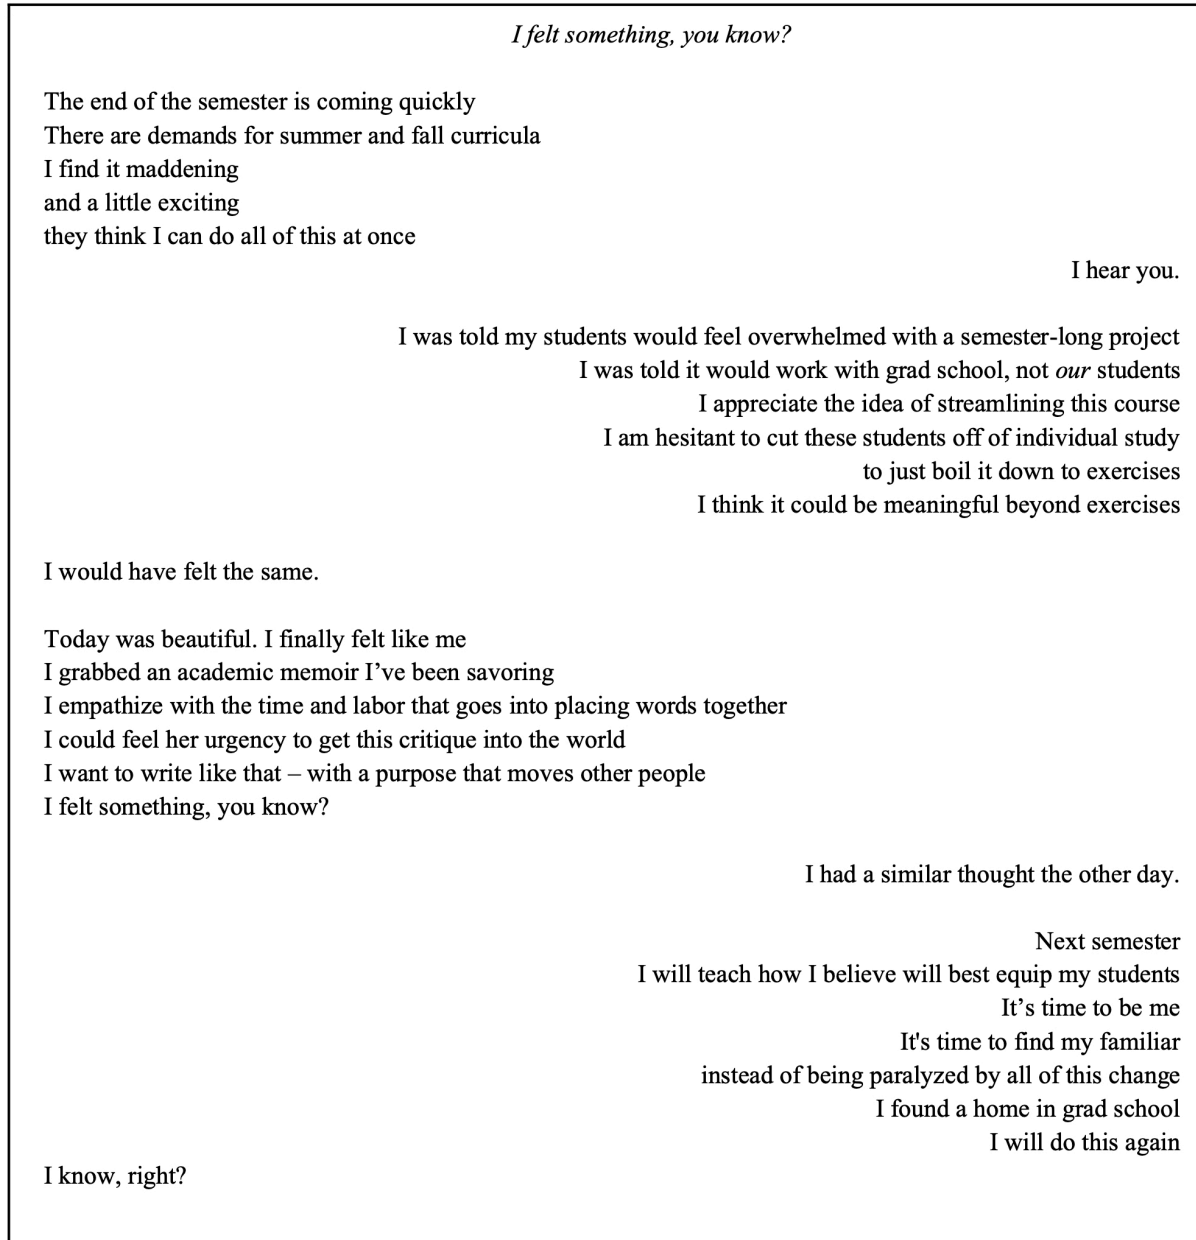 I felt something, you know?
The end of the semester is coming quickly
There are demands for summer and fall curricula
I find it maddening
and a little exciting
they think I can do all of this at once
I hear you.
I was told my students would feel overwhelmed with a semester-long project
I was told it would work with grad school, not our students
I appreciate the idea of streamlining this course
I am hesitant to cut these students off of individual study
to just boil it down to exercises
I think it could be meaningful beyond exercises
I would have felt the same.
Today was beautiful. I finally felt like me
I grabbed an academic memoir I’ve been savoring
I empathize with the time and labor that goes into placing words together
I could feel her urgency to get this critique into the world
I want to write like that – with a purpose that moves other people
I felt something, you know?
I had a similar thought the other day.
Next semester
I will teach how I believe will best equip my students
It’s time to be me
It's time to find my familiar
instead of being paralyzed by all of this change
I found a home in grad school
I will do this again
I know, right?